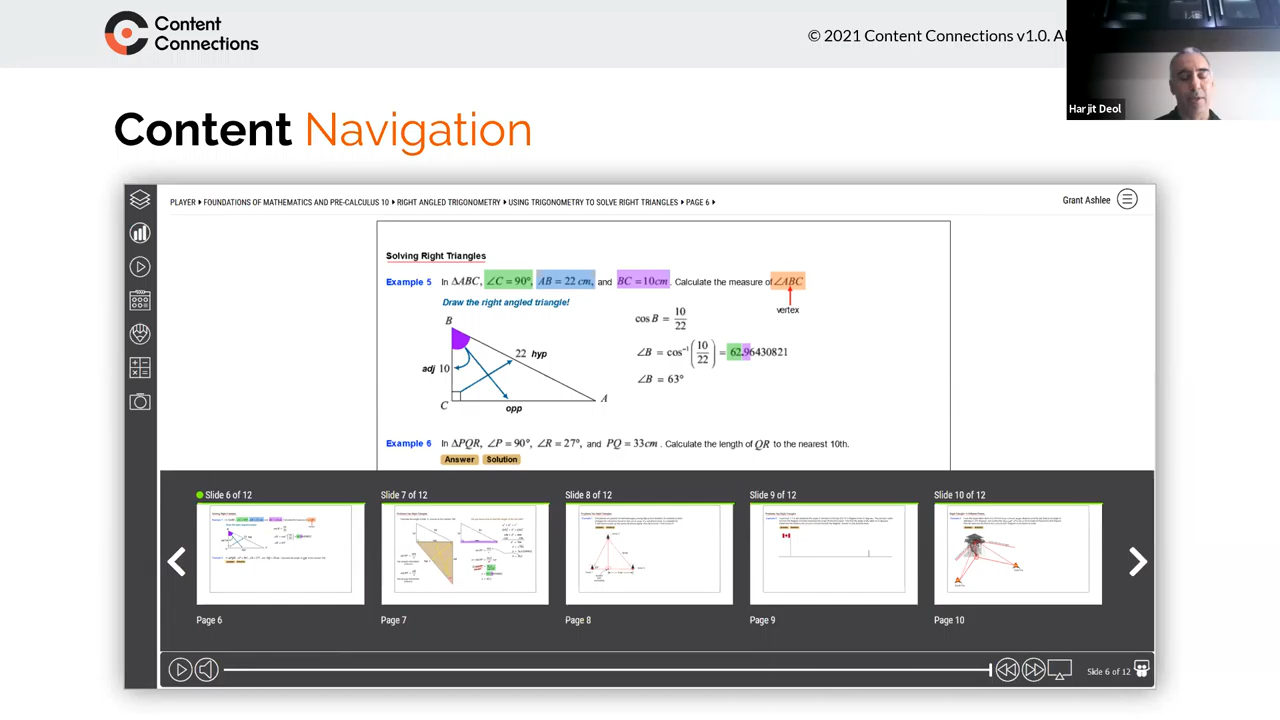 Content
Connections
© 2021 Content Connections v1.0. Al
Harjit Deol
Content Navigation
PLAYER FOUNDATIONS OF MATHEMATICS AND PRE-CALCULUS 10 RIGHT ANGLED TRIGONOMETRY USING TRIGONOMETRY TO SOLVE RIGHT TRIANGLES PAGE 6
Grant Ashlee
Solving Right Triangles
Example 5 In ΔABC, ∠C = 90°, AB = 22 cm, and BC = 10cm. Calculate the measure of ∠ABC
vertex
Draw the right angled triangle!
B
22 hyp
adj 10
C
A
opp
cos B = 10/22
∠B = cos⁻¹(10/22) = 62.96430821
∠B = 63°
Example 6 In ΔPQR, ∠P = 90°, ∠R = 27°, and PQ = 33cm. Calculate the length of QR to the nearest 10th.
Answer Solution
Slide 6 of 12 Slide 7 of 12 Slide 8 of 12 Slide 9 of 12 Slide 10 of 12
Page 6 Page 7 Page 8 Page 9 Page 10
Slide 6 of 12